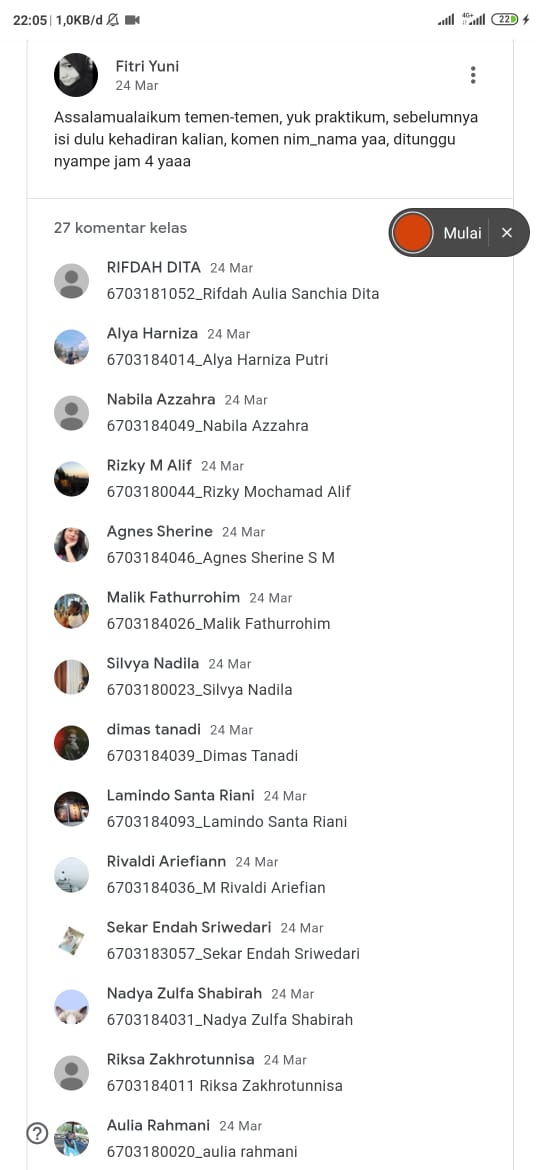 22:05 | 1,0KB/d
4G+
22
Fitri Yuni
24 Mar
Assalamualaikum temen-temen, yuk praktikum, sebelumnya
isi dulu kehadiran kalian, komen nim_nama yaa, ditunggu
nyampe jam 4 yaaa
27 komentar kelas
Mulai
RIFDAH DITA 24 Mar
6703181052_Rifdah Aulia Sanchia Dita
Alya Harniza 24 Mar
6703184014_Alya Harniza Putri
Nabila Azzahra 24 Mar
6703184049_Nabila Azzahra
Rizky M Alif 24 Mar
6703180044_Rizky Mochamad Alif
Agnes Sherine 24 Mar
6703184046_Agnes Sherine S M
Malik Fathurrohim 24 Mar
6703184026_Malik Fathurrohim
Silvya Nadila 24 Mar
6703180023_Silvya Nadila
dimas tanadi 24 Mar
6703184039_Dimas Tanadi
Lamindo Santa Riani 24 Mar
6703184093_Lamindo Santa Riani
Rivaldi Ariefiann 24 Mar
6703184036_M Rivaldi Ariefian
Sekar Endah Sriwedari 24 Mar
6703183057_Sekar Endah Sriwedari
Nadya Zulfa Shabirah 24 Mar
6703184031_Nadya Zulfa Shabirah
Riksa Zakhrotunnisa 24 Mar
6703184011 Riksa Zakhrotunnisa
Aulia Rahmani 24 Mar
6703180020_aulia rahmani